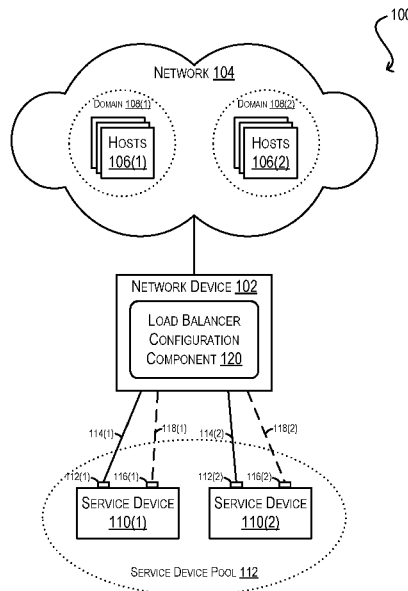 100
NETWORK 104
DOMAIN 108(1)
DOMAIN 108(2)
HOSTS
106(1)
HOSTS
106(2)
NETWORK DEVICE 102
LOAD BALANCER
CONFIGURATION
COMPONENT 120
114(1)
118(1)
114(2)
118(2)
112(1)
116(1)
112(2)
116(2)
SERVICE DEVICE
110(1)
SERVICE DEVICE
110(2)
SERVICE DEVICE POOL 112